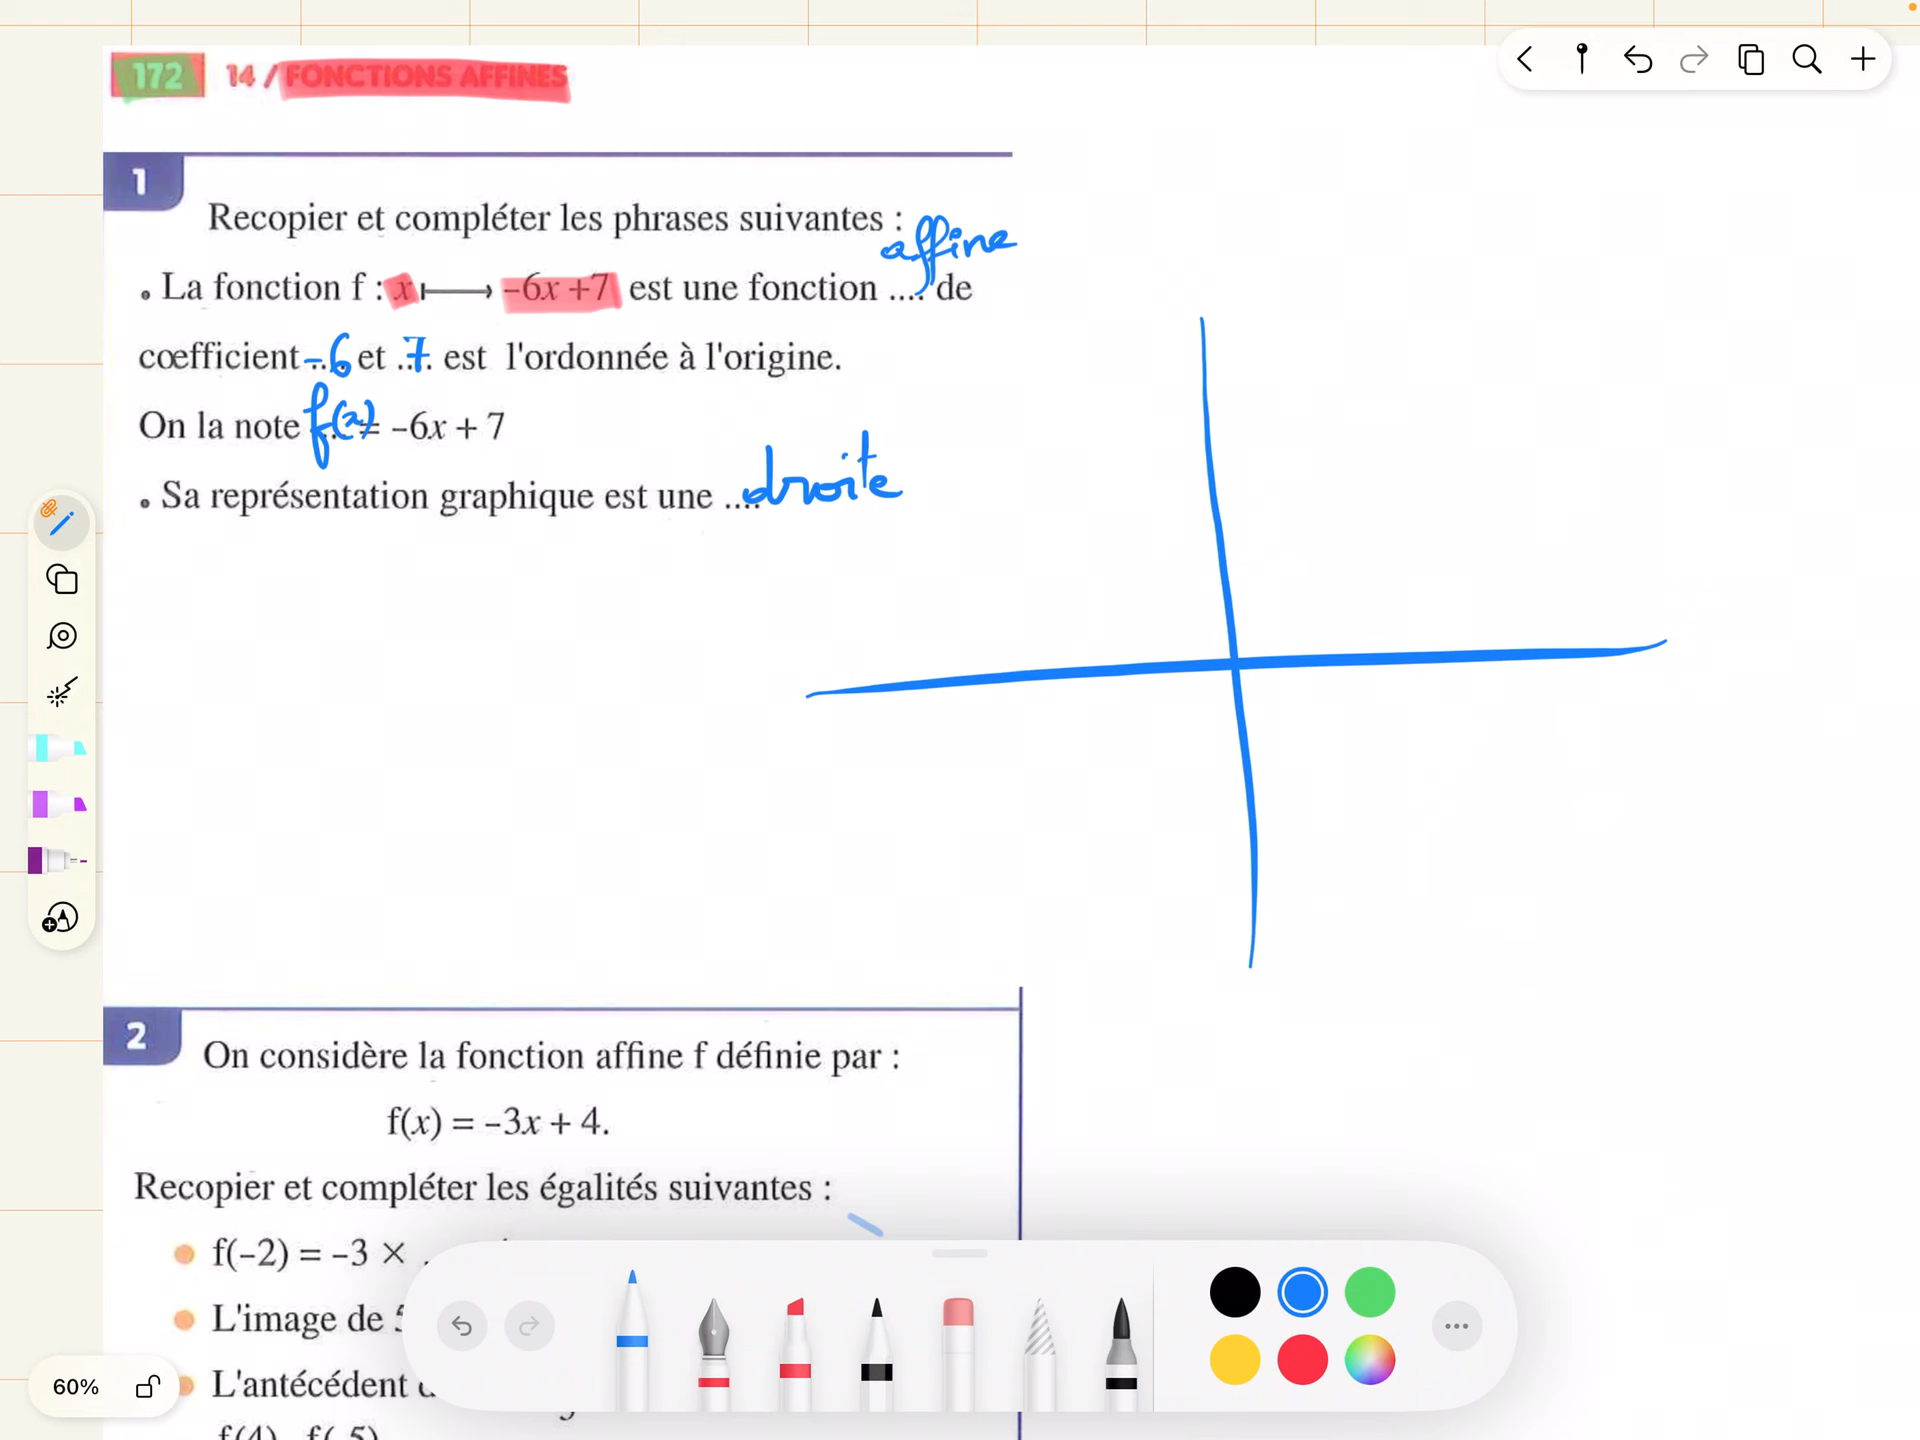 172 14 / FONCTIONS AFFINES
1
Recopier et compléter les phrases suivantes :
affine
. La fonction f : x ⟼ -6x +7 est une fonction .... de
coefficient -6 et 7 est l'ordonnée à l'origine.
On la note f(x) = -6x + 7
. Sa représentation graphique est une .... droite
2
On considère la fonction affine f définie par :
f(x) = -3x + 4.
Recopier et compléter les égalités suivantes :
f(-2) = -3 × .
L'image de 5
L'antécédent
60%